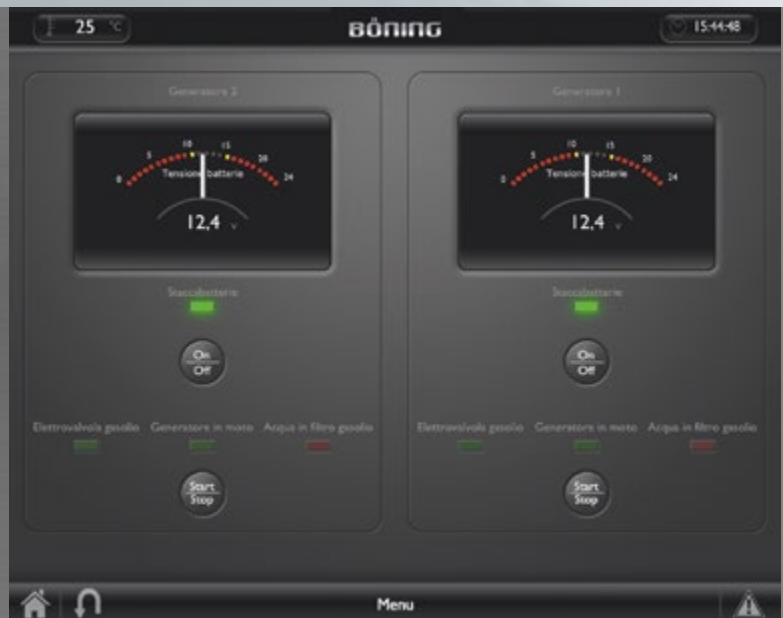 25 °C
BÖNING
15:44:48
Generatore 2
0 5 10 15 20 24
Tensione batterie
12,4 v
Staccabatterie
On
Off
Elettrovalvola gasolio Generatore in moto Acqua in filtro gasolio
Start
Stop
Generatore 1
0 5 10 15 20 24
Tensione batterie
12,4 v
Staccabatterie
On
Off
Elettrovalvola gasolio Generatore in moto Acqua in filtro gasolio
Start
Stop
Menu